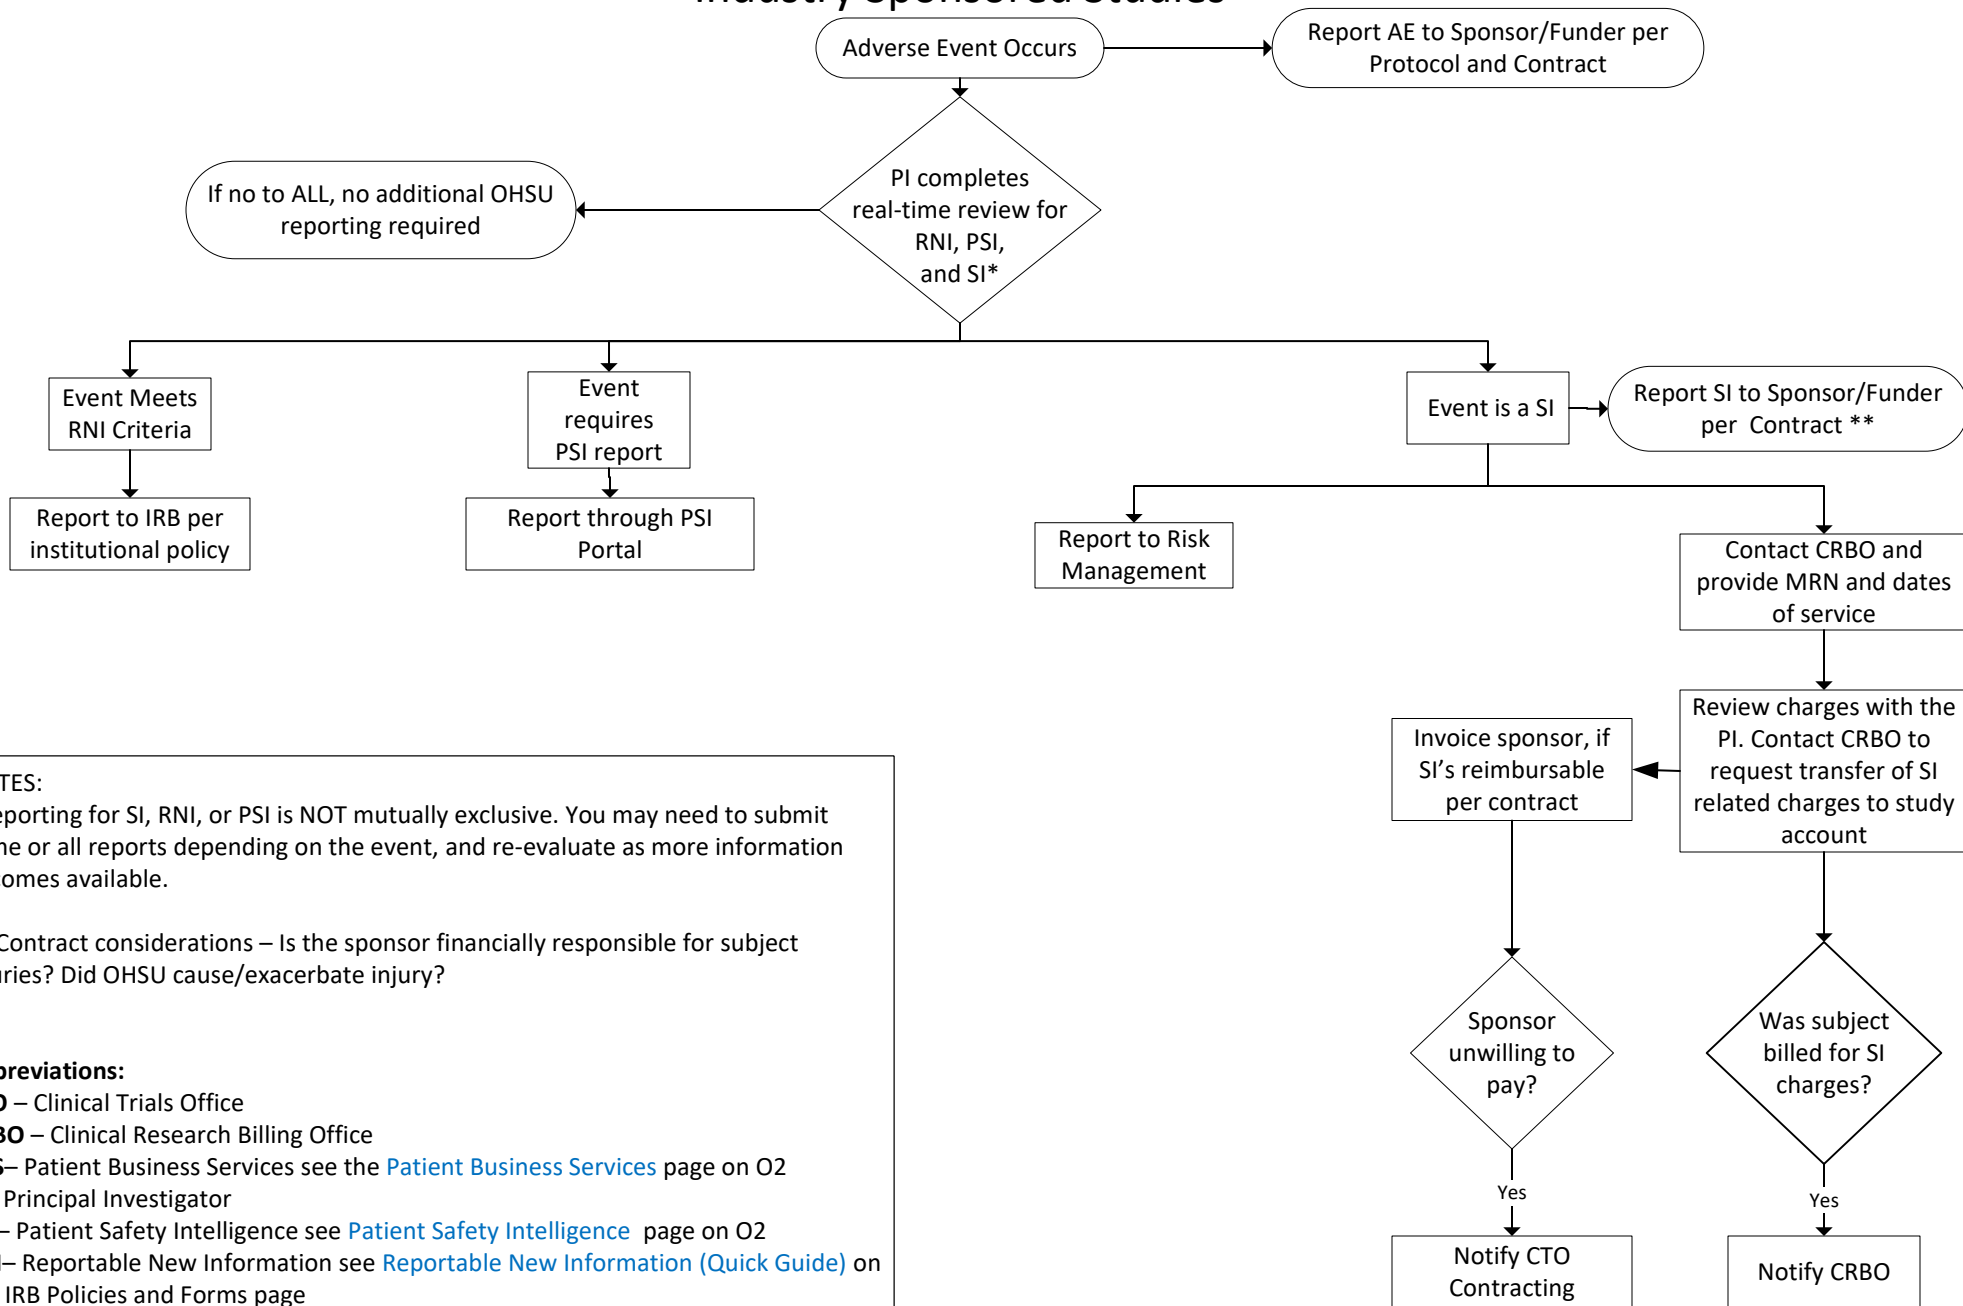 Industry Sponsored Studies
Adverse Event Occurs
Report AE to Sponsor/Funder per
Protocol and Contract
PI completes
real-time review for
RNI, PSI,
and SI*
If no to ALL, no additional OHSU
reporting required
Event Meets
RNI Criteria
Event
requires
PSI report
Event is a SI
Report SI to Sponsor/Funder
per Contract **
Report to IRB per
institutional policy
Report through PSI
Portal
Report to Risk
Management
Contact CRBO and
provide MRN and dates
of service
Review charges with the
PI. Contact CRBO to
request transfer of SI
related charges to study
account
Invoice sponsor, if
SI's reimbursable
per contract
Sponsor
unwilling to
pay?
Was subject
billed for SI
charges?
Yes
Yes
Notify CTO
Contracting
Notify CRBO
TES:
porting for SI, RNI, or PSI is NOT mutually exclusive. You may need to submit
ne or all reports depending on the event, and re-evaluate as more information
comes available.
Contract considerations – Is the sponsor financially responsible for subject
uries? Did OHSU cause/exacerbate injury?
breviations:
O – Clinical Trials Office
BO – Clinical Research Billing Office
S– Patient Business Services see the Patient Business Services page on O2
Principal Investigator
– Patient Safety Intelligence see Patient Safety Intelligence page on O2
I– Reportable New Information see Reportable New Information (Quick Guide) on
IRB Policies and Forms page